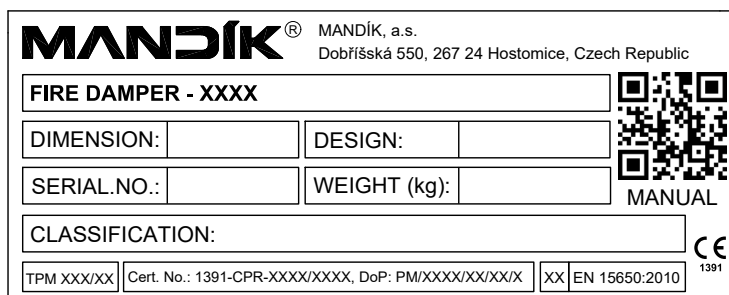 MANDÍK® MANDÍK, a.s.
Dobříšská 550, 267 24 Hostomice, Czech Republic
FIRE DAMPER - XXXX
DIMENSION: DESIGN:
SERIAL.NO.: WEIGHT (kg):
MANUAL
CLASSIFICATION:
CE
1391
TPM XXX/XX Cert. No.: 1391-CPR-XXXX/XXXX, DoP: PM/XXXX/XX/XX/X XX EN 15650:2010